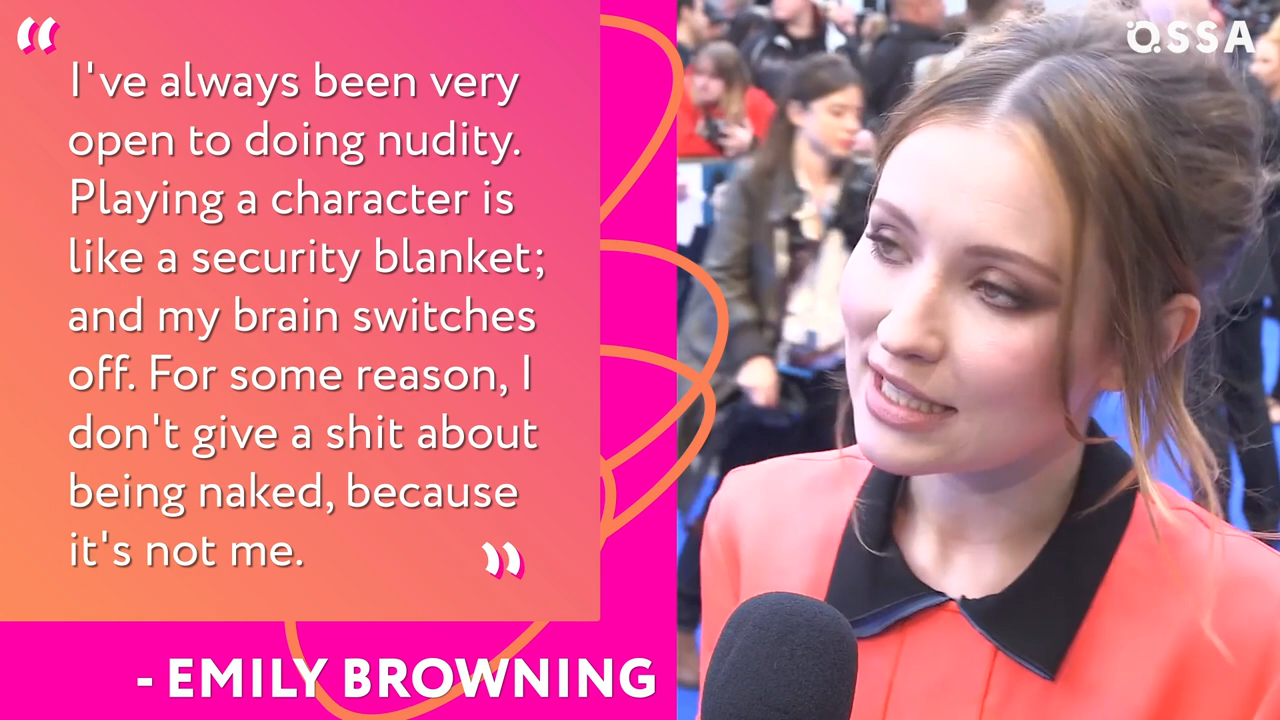 “
I've always been very
open to doing nudity.
Playing a character is
like a security blanket;
and my brain switches
off. For some reason, I
don't give a shit about
being naked, because
it's not me.
”
- EMILY BROWNING
OSSA